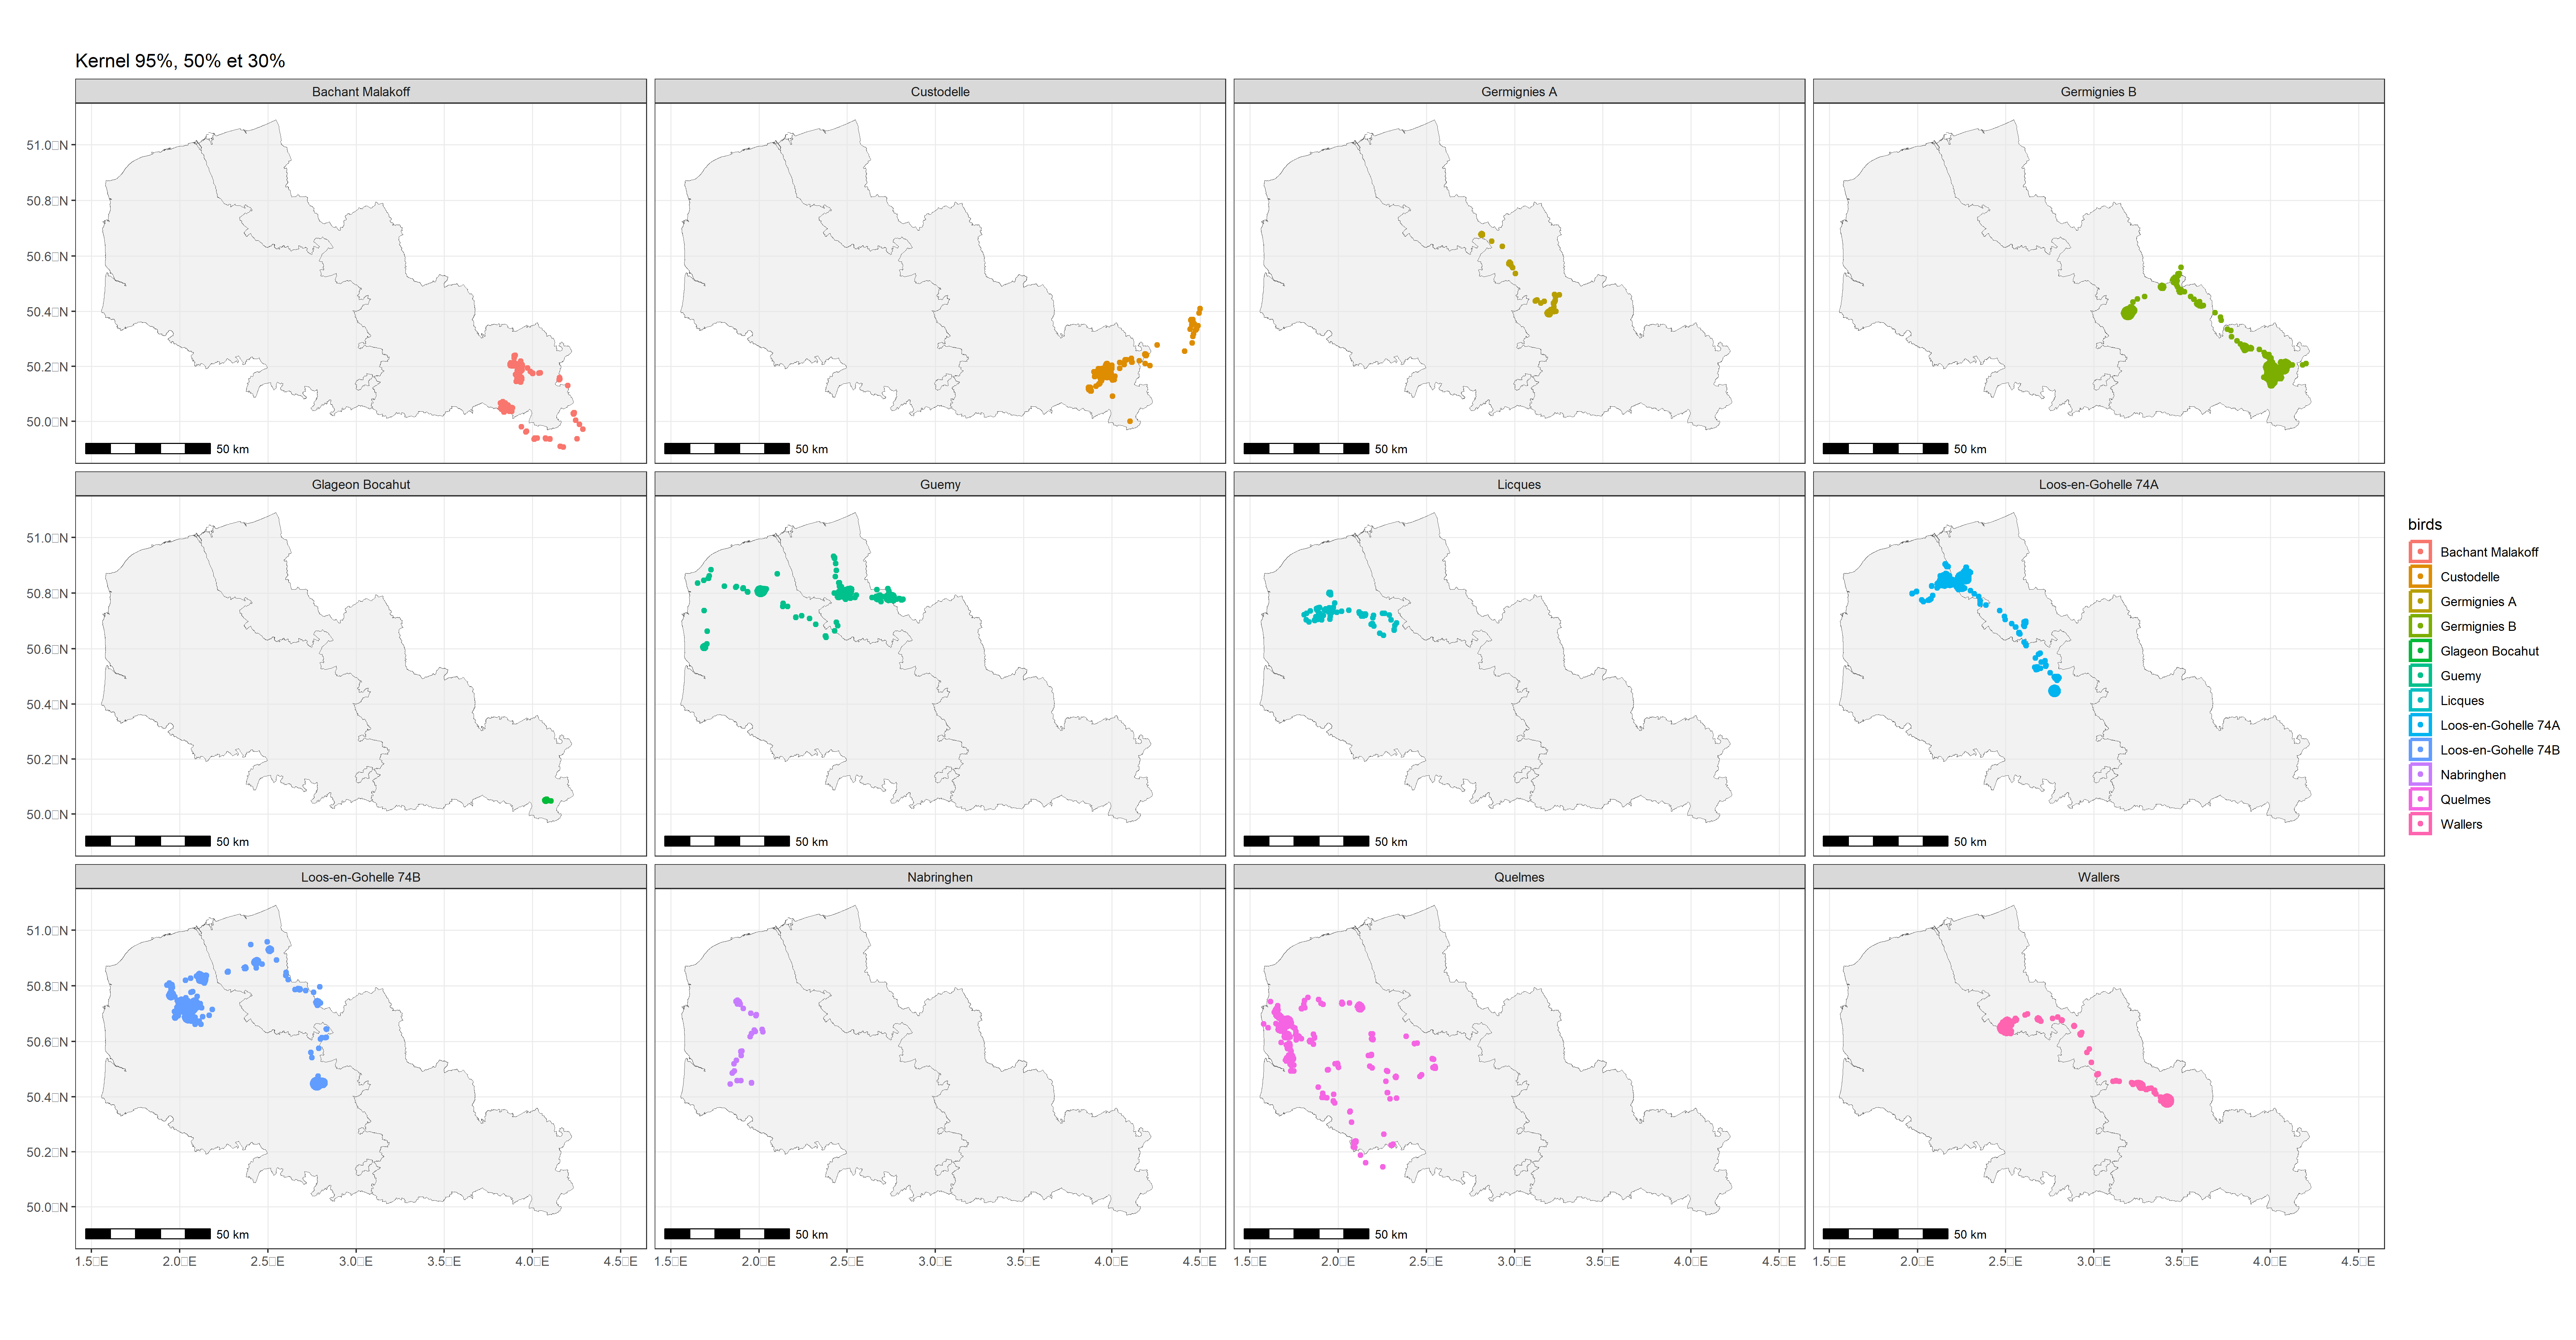 Kernel 95%, 50% et 30%
Bachant Malakoff
Custodelle
Germignies A
Germignies B
51.0□N
50.8□N
50.6□N
50.4□N
50.2□N
50.0□N
50 km
50 km
50 km
50 km
Glageon Bocahut
Guemy
Licques
Loos-en-Gohelle 74A
51.0□N
50.8□N
50.6□N
50.4□N
50.2□N
50.0□N
50 km
50 km
50 km
50 km
Loos-en-Gohelle 74B
Nabringhen
Quelmes
Wallers
51.0□N
50.8□N
50.6□N
50.4□N
50.2□N
50.0□N
50 km
50 km
50 km
50 km
1.5□E 2.0□E 2.5□E 3.0□E 3.5□E 4.0□E 4.5□E
1.5□E 2.0□E 2.5□E 3.0□E 3.5□E 4.0□E 4.5□E
1.5□E 2.0□E 2.5□E 3.0□E 3.5□E 4.0□E 4.5□E
1.5□E 2.0□E 2.5□E 3.0□E 3.5□E 4.0□E 4.5□E
birds
Bachant Malakoff
Custodelle
Germignies A
Germignies B
Glageon Bocahut
Guemy
Licques
Loos-en-Gohelle 74A
Loos-en-Gohelle 74B
Nabringhen
Quelmes
Wallers